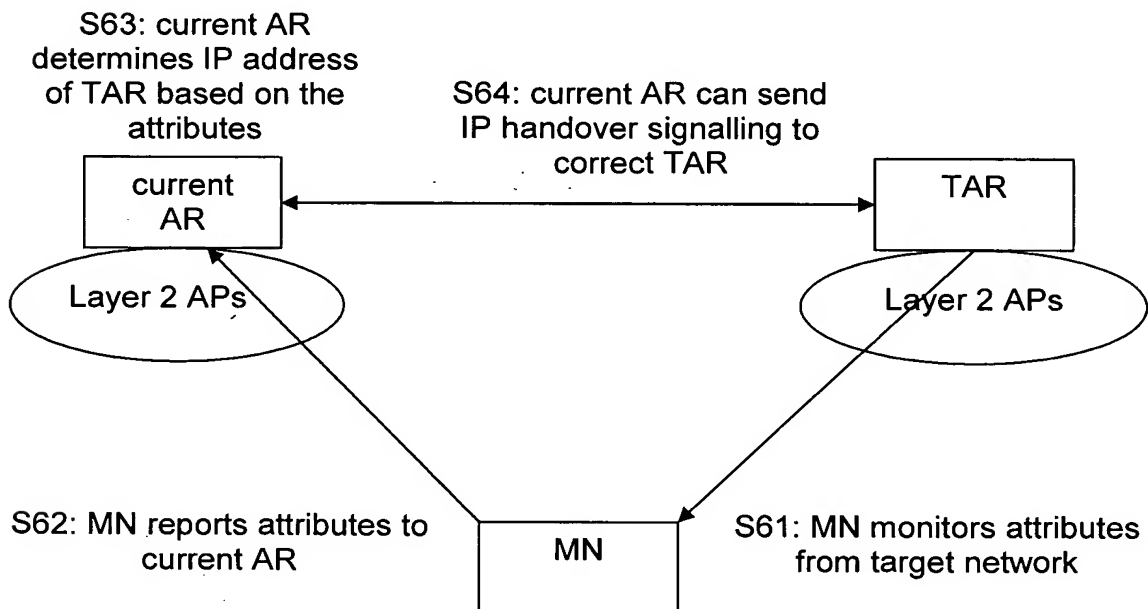 S63: current AR
determines IP address
of TAR based on the
attributes
S64: current AR can send
IP handover signalling to
correct TAR
current
AR
TAR
Layer 2 APs
Layer 2 APs
S62: MN reports attributes to
current AR
MN
S61: MN monitors attributes
from target network